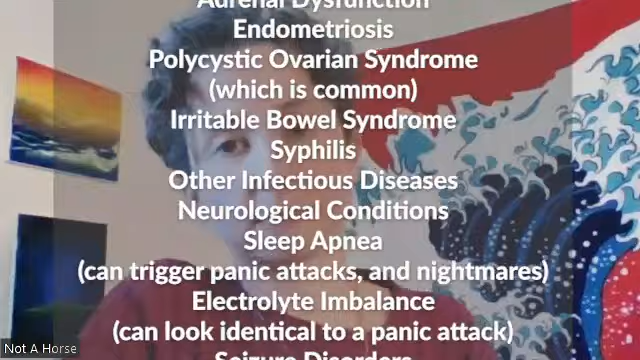 Adrenal Dysfunction
Endometriosis
Polycystic Ovarian Syndrome
(which is common)
Irritable Bowel Syndrome
Syphilis
Other Infectious Diseases
Neurological Conditions
Sleep Apnea
(can trigger panic attacks, and nightmares)
Electrolyte Imbalance
(can look identical to a panic attack)
Seizure Disorders
Not A Horse